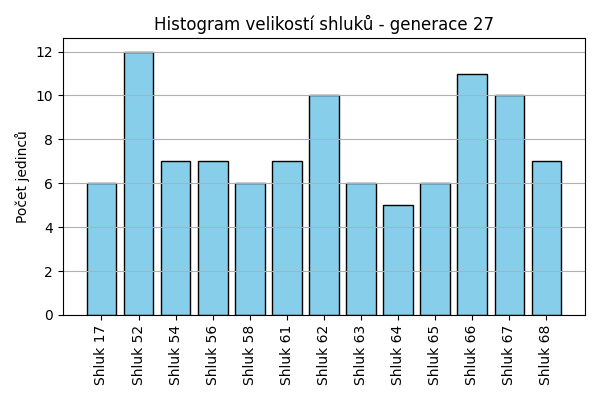 Histogram velikostí shluků - generace 27
Počet jedinců
12
10
8
6
4
2
0
Shluk 17
Shluk 52
Shluk 54
Shluk 56
Shluk 58
Shluk 61
Shluk 62
Shluk 63
Shluk 64
Shluk 65
Shluk 66
Shluk 67
Shluk 68